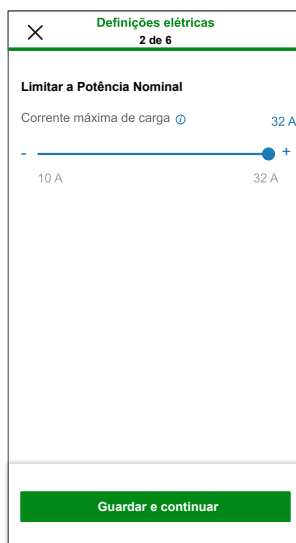 Definições elétricas
2 de 6
Limitar a Potência Nominal
Corrente máxima de carga
32 A
- +
10 A 32 A
Guardar e continuar